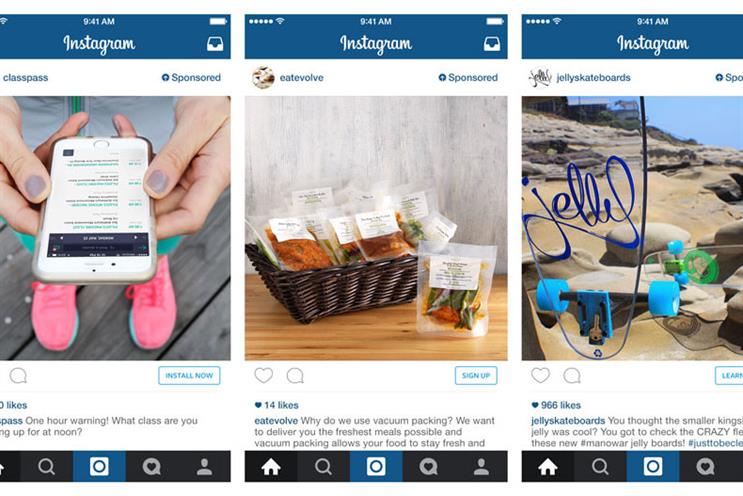 9:41 AM
Instagram
classpass
Sponsored
INSTALL NOW
0 likes
spass One hour warning! What class are you
ng up for at noon?
9:41 AM
Instagram
eatevolve
Sponsored
SIGN UP
14 likes
eatevolve Why do we use vacuum packing? We want
to deliver you the freshest meals possible and
vacuum packing allows your food to stay fresh and
9:41 AM
Instagram
jelly
jellyskateboards
Spo
jelly
LEARN
966 likes
jellyskateboards You thought the smaller kings!
jelly was cool? You got to check the CRAZY fle
these new #manowar jelly boards! #justtobecle